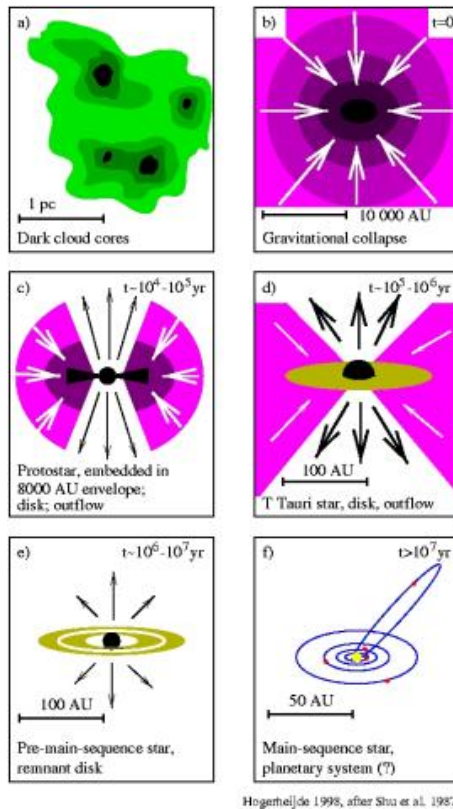 a)
1 pc
Dark cloud cores
b)
t=0
10 000 AU
Gravitational collapse
c)
t~10⁴-10⁵yr
Protostar, embedded in
8000 AU envelope;
disk; outflow
d)
t~10⁵-10⁶yr
100 AU
T Tauri star, disk, outflow
e)
t~10⁶-10⁷yr
100 AU
Pre-main-sequence star,
remnant disk
f)
t>10⁷yr
50 AU
Main-sequence star,
planetary system (?)
Hogerheijde 1998, after Shu et al. 1987